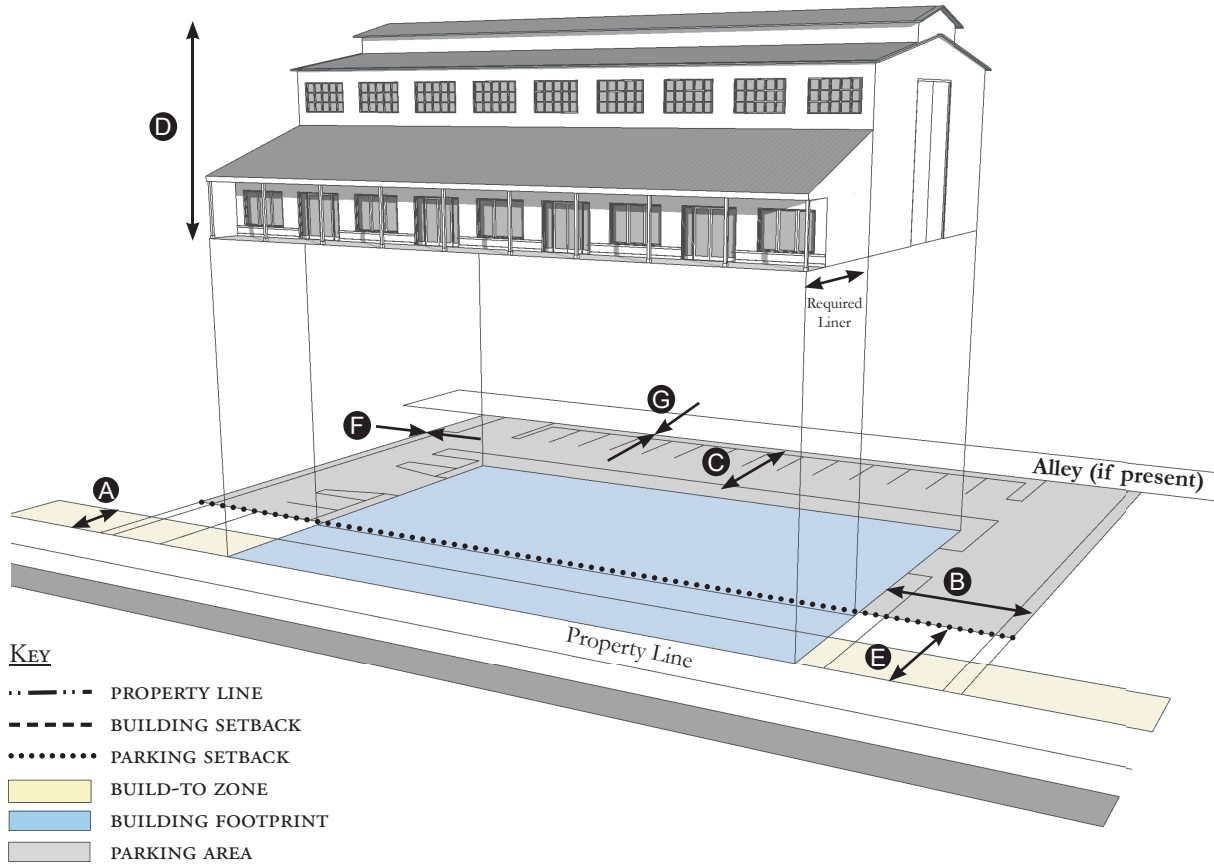 D
Required
Liner
G
F
C
Alley (if present)
A
B
Property Line
E
KEY
PROPERTY LINE
BUILDING SETBACK
PARKING SETBACK
BUILD-TO ZONE
BUILDING FOOTPRINT
PARKING AREA